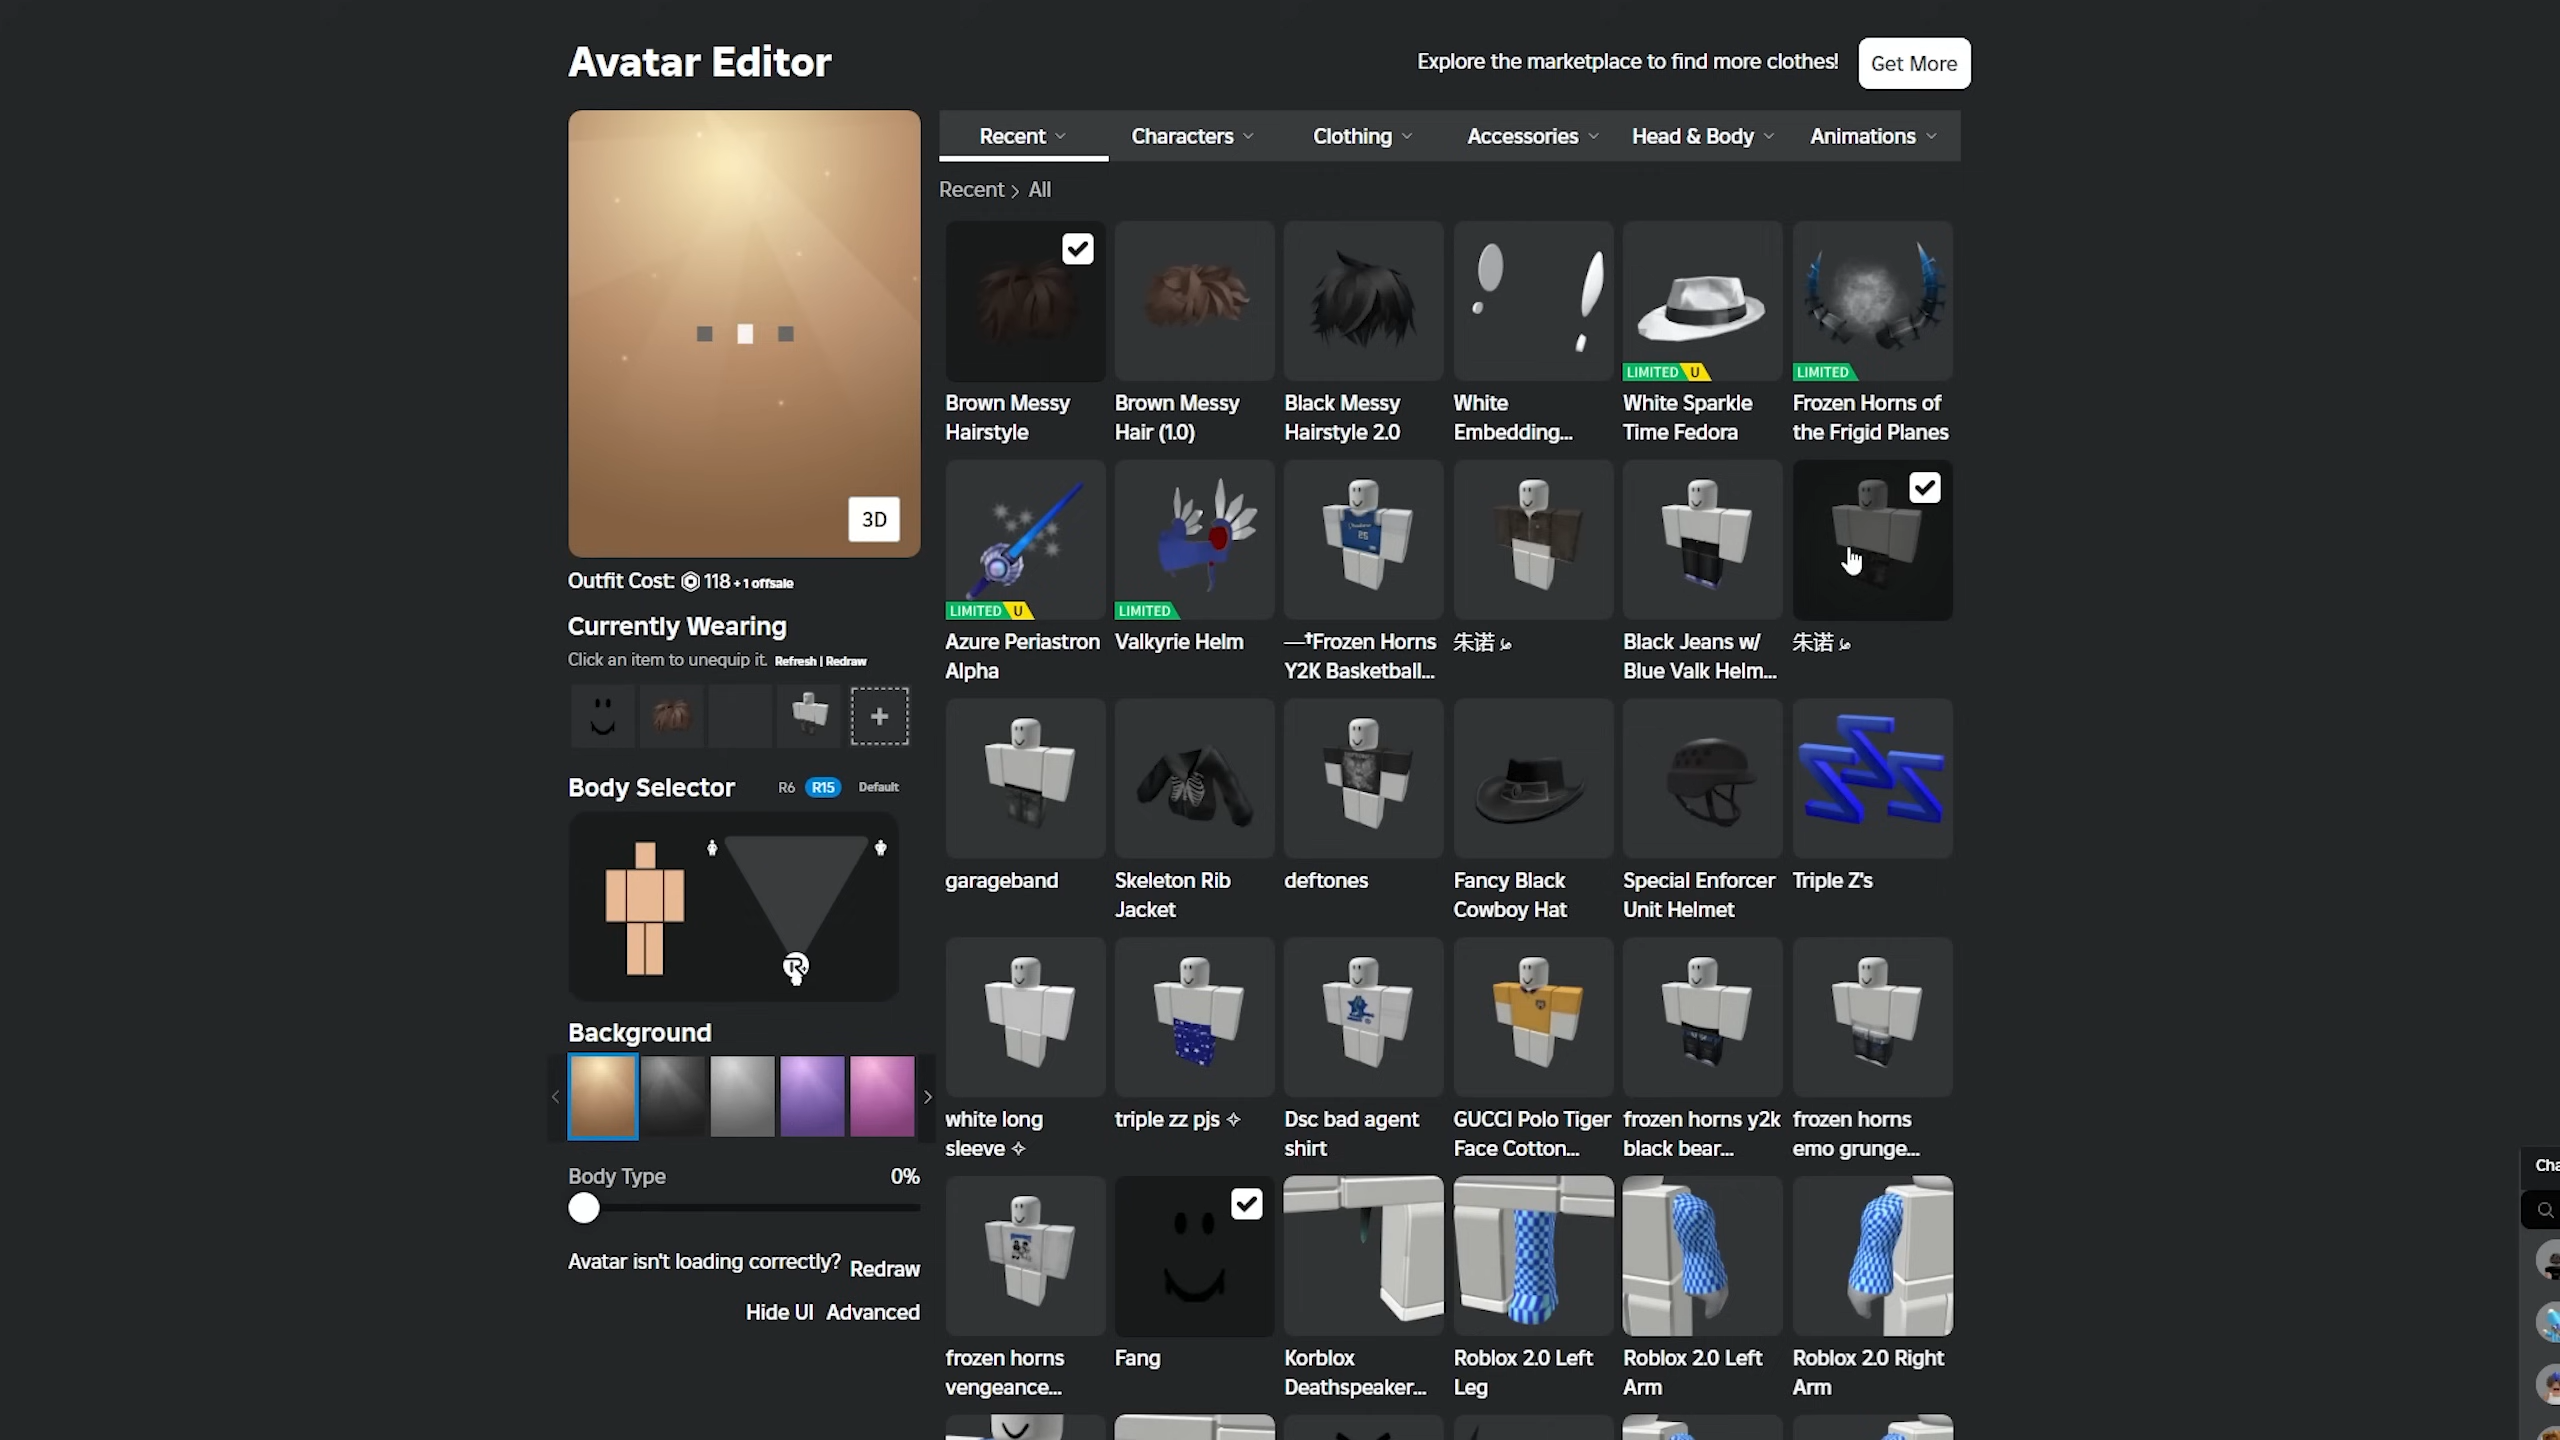 Avatar Editor
Explore the marketplace to find more clothes!
Get More
Recent
Characters
Clothing
Accessories
Head & Body
Animations
Recent > All
3D
Outfit Cost: 118 + 1 offsale
Currently Wearing
Click an item to unequip it. Refresh | Redraw
Body Selector
R6
R15
Default
Background
Body Type
0%
Avatar isn't loading correctly? Redraw
Hide UI Advanced
Brown Messy
Hairstyle
Brown Messy
Hair (1.0)
Black Messy
Hairstyle 2.0
White
Embedding...
LIMITED U
White Sparkle
Time Fedora
LIMITED
Frozen Horns of
the Frigid Planes
LIMITED U
Azure Periastron
Alpha
LIMITED
Valkyrie Helm
25
—†Frozen Horns
Y2K Basketball...
朱诺
Black Jeans w/
Blue Valk Helm...
朱诺
garageband
Skeleton Rib
Jacket
deftones
Fancy Black
Cowboy Hat
Special Enforcer
Unit Helmet
Triple Z's
white long
sleeve ✧
triple zz pjs ✧
Dsc bad agent
shirt
GUCCI Polo Tiger
Face Cotton...
frozen horns y2k
black bear...
frozen horns
emo grunge...
frozen horns
vengeance...
Fang
Korblox
Deathspeaker...
Roblox 2.0 Left
Leg
Roblox 2.0 Left
Arm
Roblox 2.0 Right
Arm